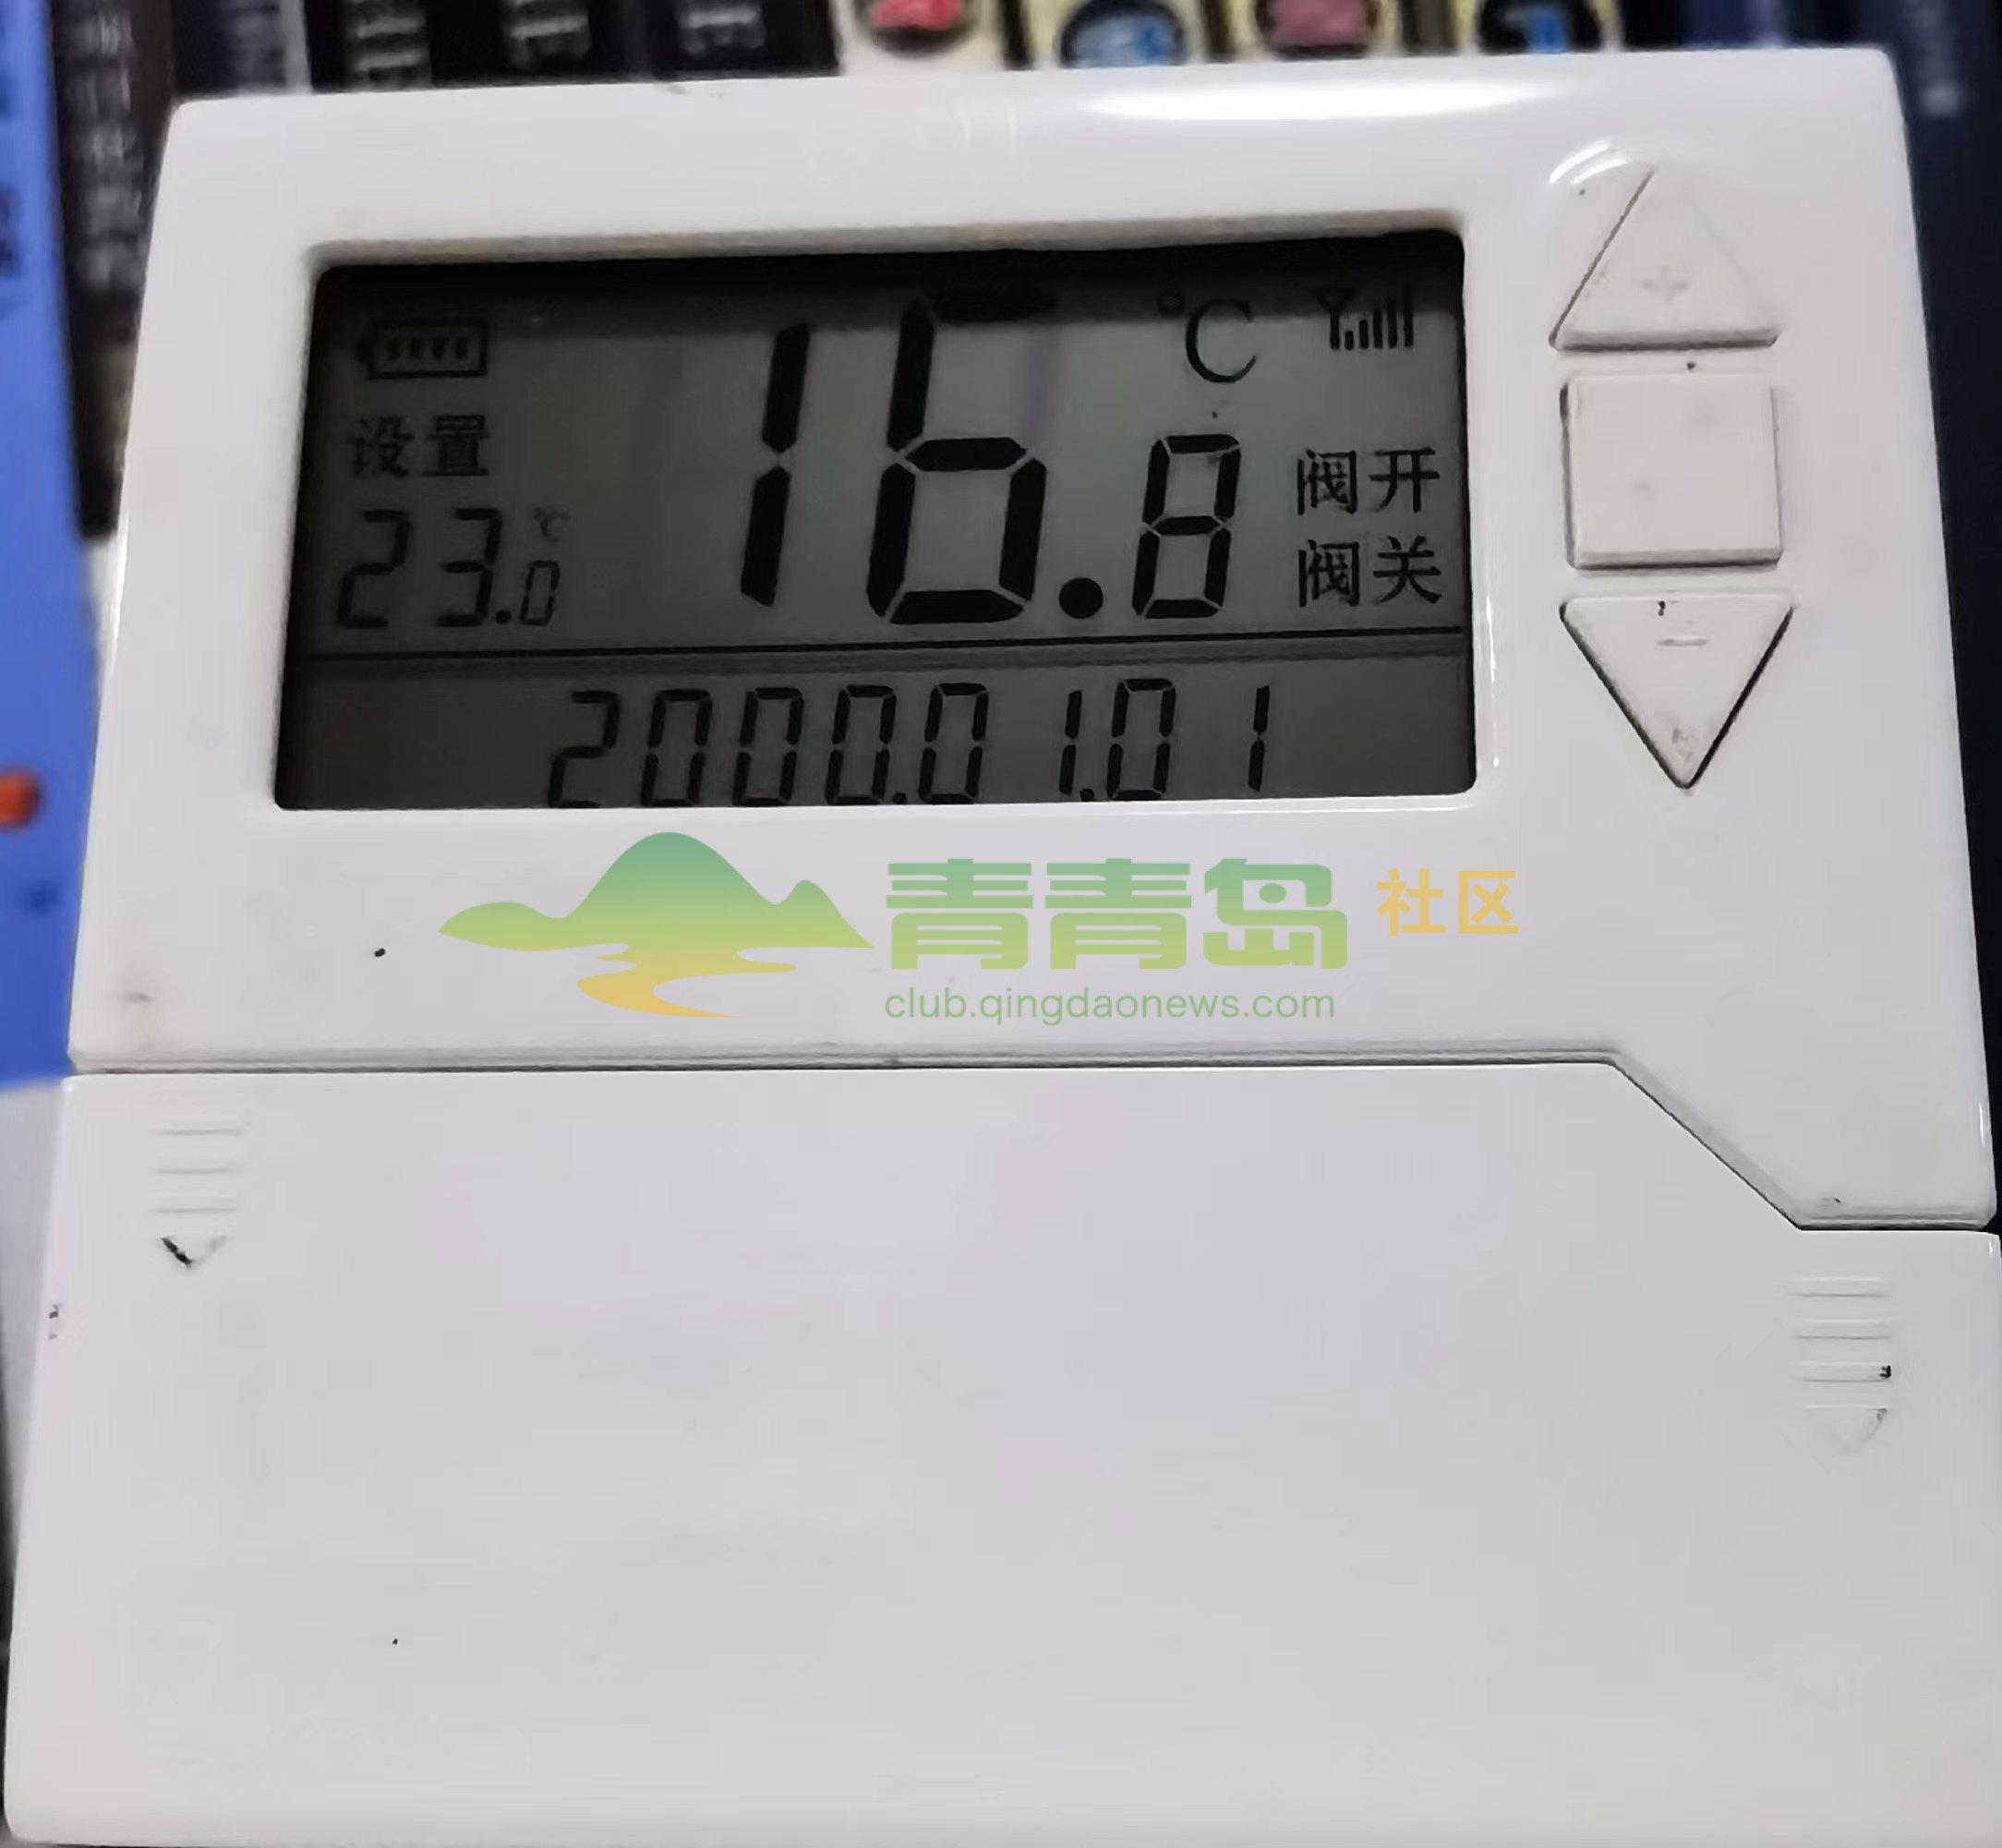 ℃
设置
16.8
阀开
23.0℃
阀关
2000.01.01
青青岛 社区
club.qingdaonews.com